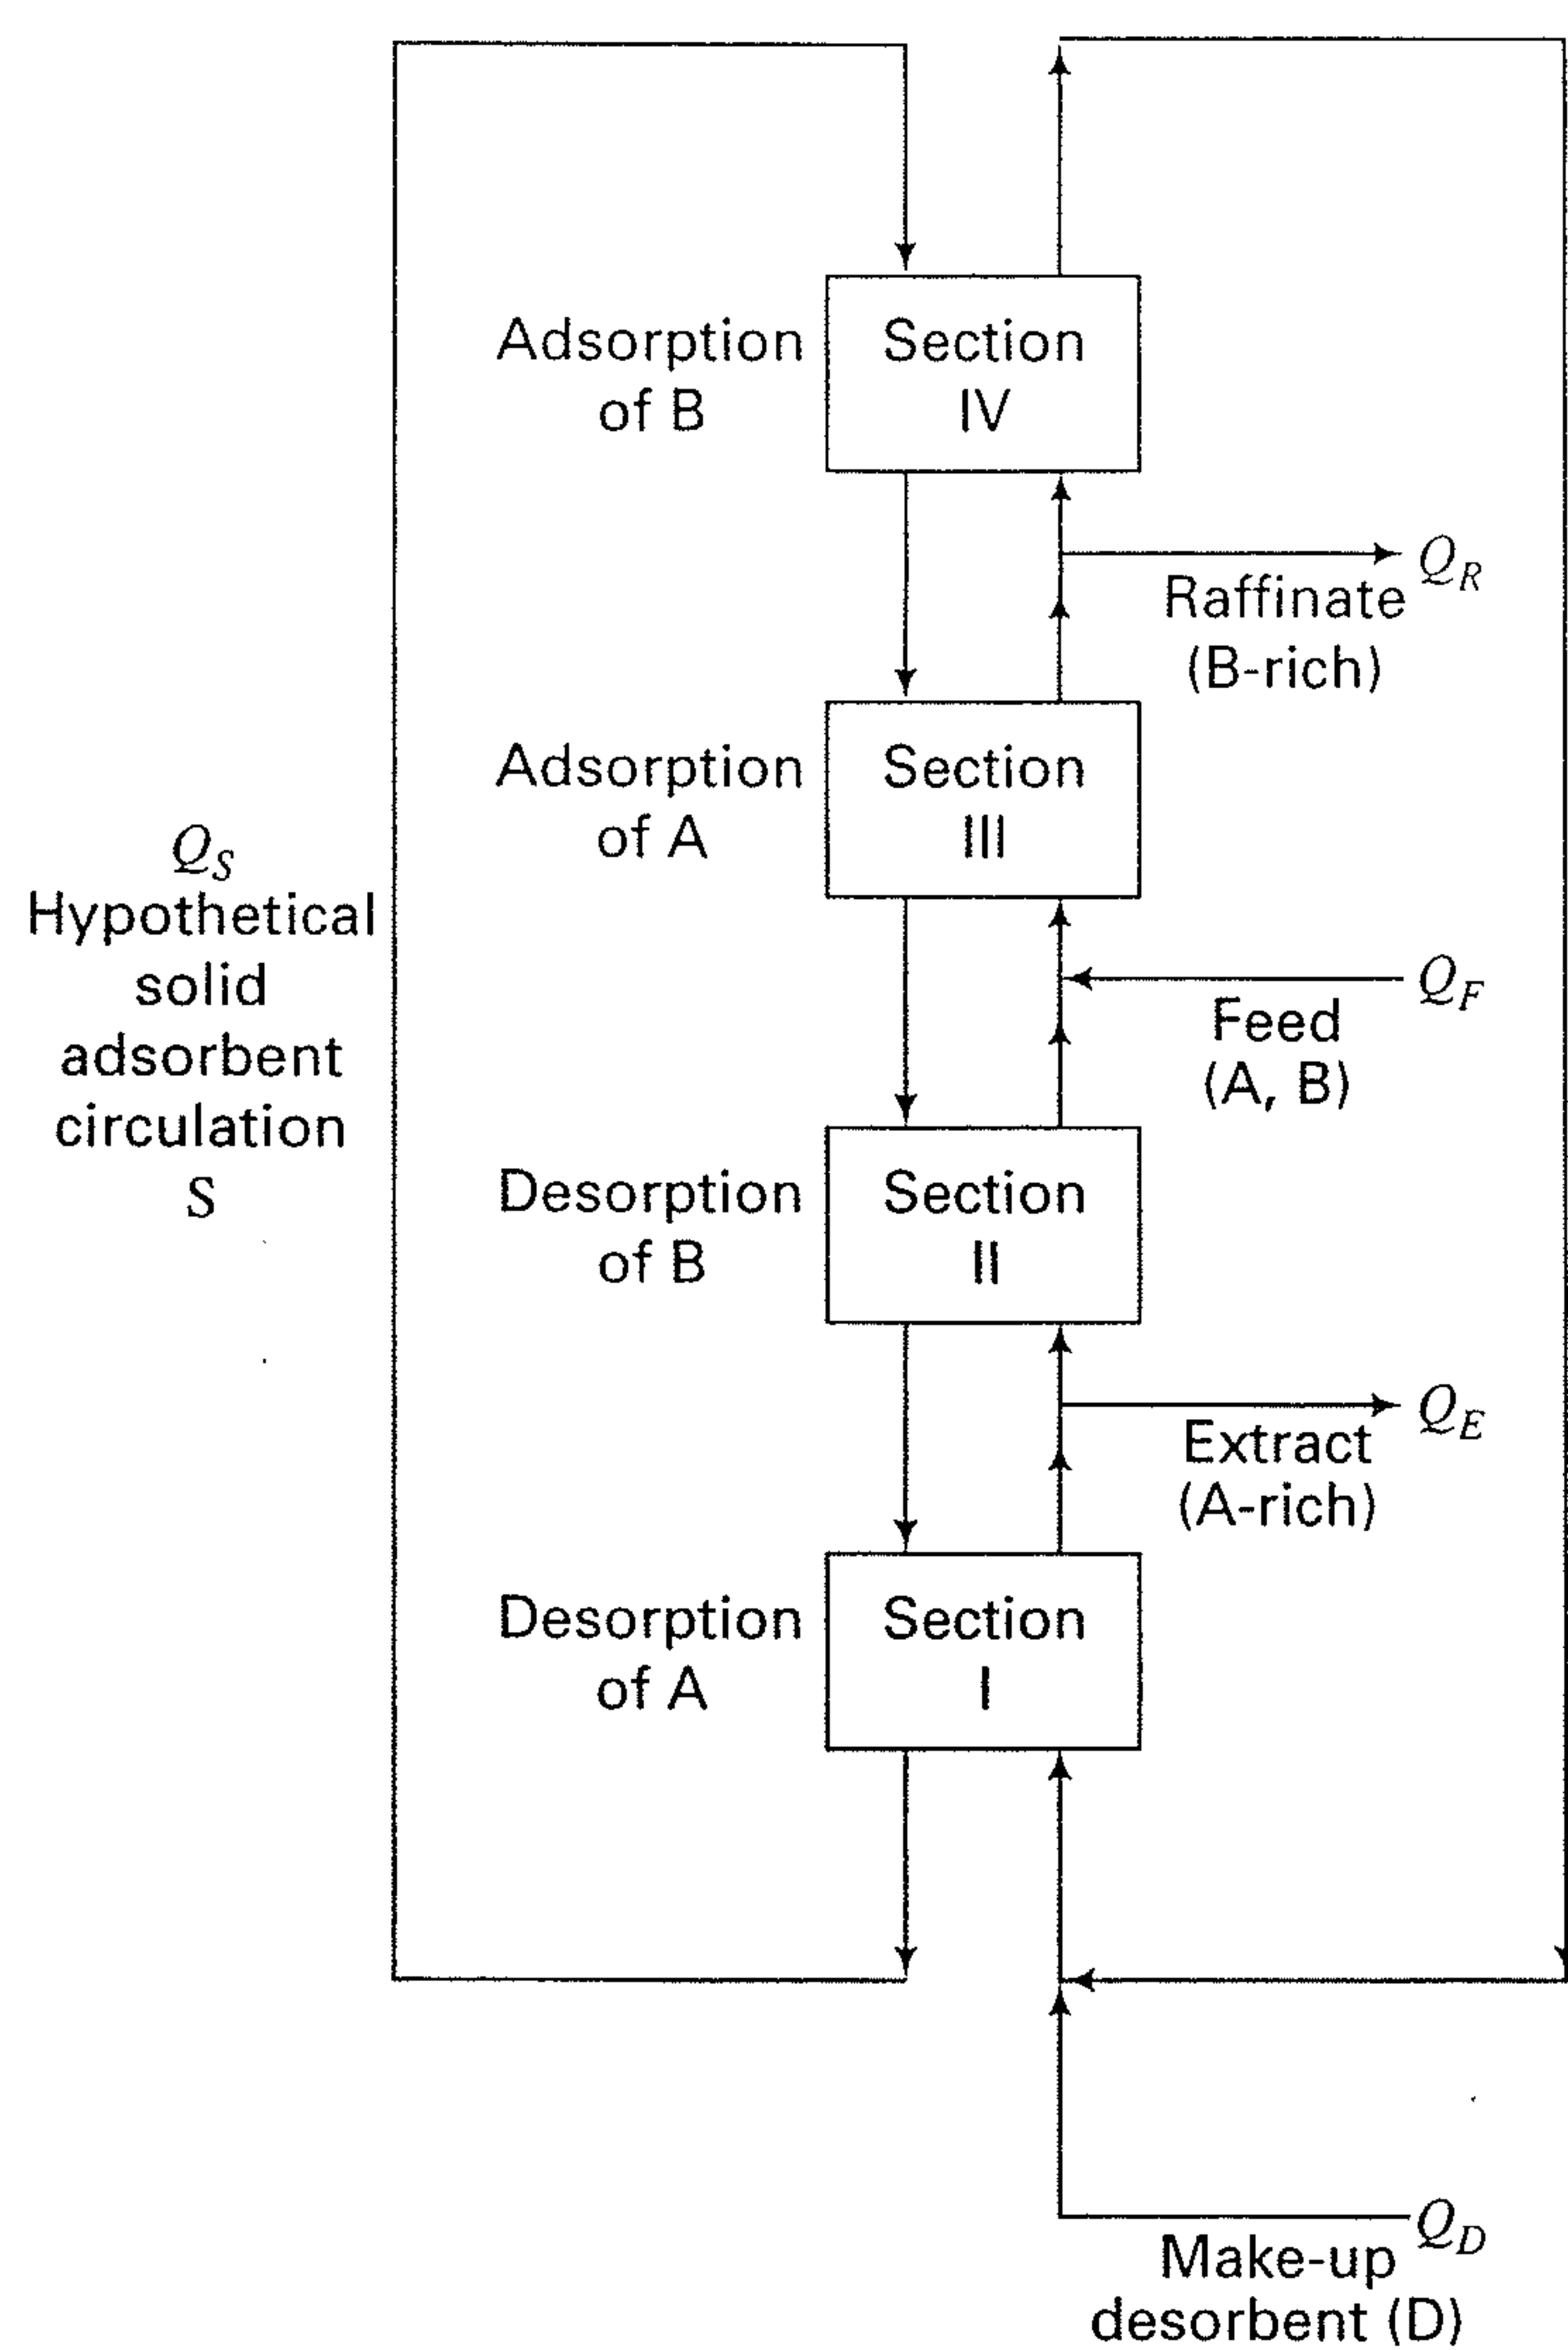 Adsorption
of B
Section
IV
Q_R
Raffinate
(B-rich)
Adsorption
of A
Section
III
Q_S
Hypothetical
solid
adsorbent
circulation
S
Q_F
Feed
(A, B)
Desorption
of B
Section
II
Q_E
Extract
(A-rich)
Desorption
of A
Section
I
Q_D
Make-up
desorbent (D)